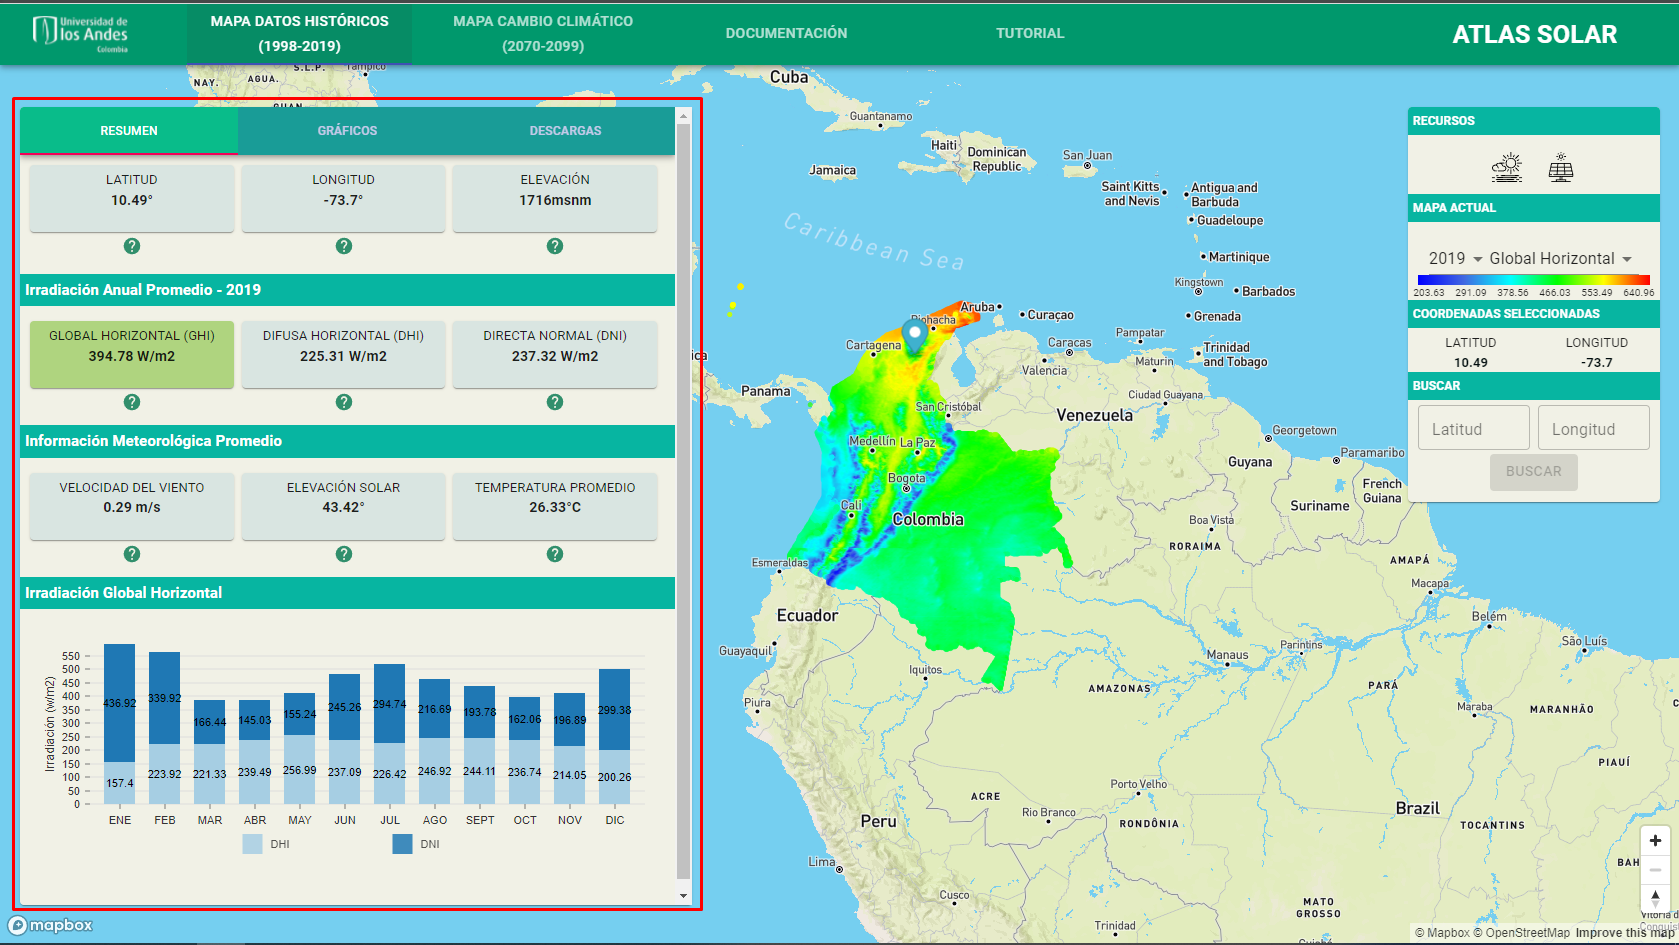 Universidad de
los Andes
Colombia
MAPA DATOS HISTÓRICOS
(1998-2019)
MAPA CAMBIO CLIMÁTICO
(2070-2099)
DOCUMENTACIÓN
TUTORIAL
ATLAS SOLAR
RESUMEN
GRÁFICOS
DESCARGAS
LATITUD
10.49°
LONGITUD
-73.7°
ELEVACIÓN
1716msnm
?
?
?
Irradiación Anual Promedio - 2019
GLOBAL HORIZONTAL (GHI)
394.78 W/m2
DIFUSA HORIZONTAL (DHI)
225.31 W/m2
DIRECTA NORMAL (DNI)
237.32 W/m2
?
?
?
Información Meteorológica Promedio
VELOCIDAD DEL VIENTO
0.29 m/s
ELEVACIÓN SOLAR
43.42°
TEMPERATURA PROMEDIO
26.33°C
?
?
?
Irradiación Global Horizontal
Irradiación (w/m2)
550
500
450
400
350
300
250
200
150
100
50
0
436.92 339.92 166.44 145.03 155.24 245.26 294.74 216.69 193.78 162.06 196.89 299.38
157.4 223.92 221.33 239.49 256.99 237.09 226.42 246.92 244.11 236.74 214.05 200.26
ENE FEB MAR ABR MAY JUN JUL AGO SEPT OCT NOV DIC
DHI DNI
mapbox
NAY.
AGUA.
S.L.P.
Tampico
GUAN
Cuba
Guantanamo
Haiti
Dominican
Republic
Jamaica
San Juan
Saint Kitts
and Nevis
Antigua and
Barbuda
Guadeloupe
Caribbean Sea
Martinique
Kingstown
Barbados
Grenada
Aruba
Curaçao
Riohacha
Cartagena
Caracas
Valencia
Pampatar
Maturin
Trinidad
and Tobago
Panama
San Cristóbal
Ciudad Guayana
Venezuela
Georgetown
Paramaribo
Medellín
La Paz
Guyana
French
Guiana
Suriname
Bogota
Cali
Colombia
Boa Vista
RORAIMA
AMAPÁ
Macapa
Esmeraldas
Ecuador
Belém
São Luís
Guayaquil
Iquitos
Manaus
Parintins
AMAZONAS
PARÁ
Piura
Maraba
MARANHÃO
PIAUÍ
Porto Velho
ACRE
Rio Branco
RONDÔNIA
Brazil
TOCANTINS
Peru
Lima
BAH
Cusco
MATO
GROSSO
Trinidad
Cuiabá
Vitoria d
Conqu
RECURSOS
MAPA ACTUAL
2019 Global Horizontal
203.63 291.09 378.56 466.03 553.49 640.96
COORDENADAS SELECCIONADAS
LATITUD
10.49
LONGITUD
-73.7
BUSCAR
Latitud
Longitud
BUSCAR
+
−
© Mapbox © OpenStreetMap Improve this map